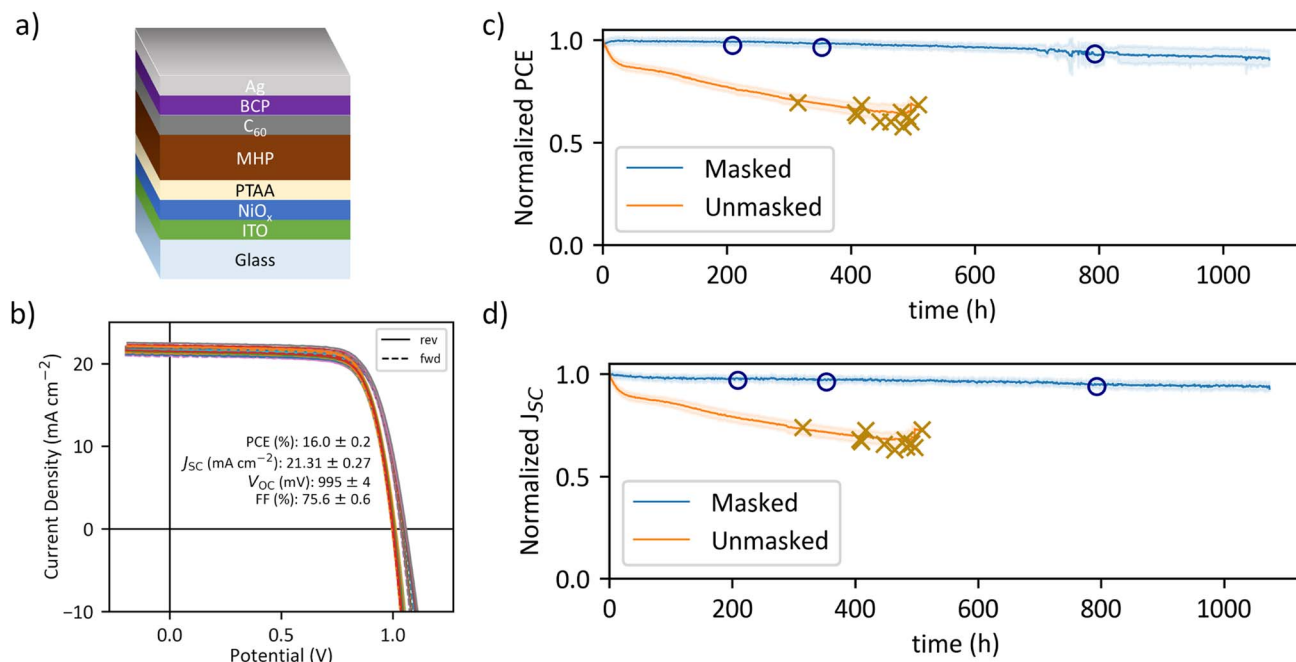 a)
Ag
BCP
C60
MHP
PTAA
NiOx
ITO
Glass
b)
Current Density (mA cm−2)
20
10
0
−10
0.0
0.5
1.0
Potential (V)
rev
fwd
PCE (%): 16.0 ± 0.2
JSC (mA cm−2): 21.31 ± 0.27
VOC (mV): 995 ± 4
FF (%): 75.6 ± 0.6
c)
Normalized PCE
1.0
0.5
0.0
Masked
Unmasked
0
200
400
600
800
1000
time (h)
d)
Normalized JSC
1.0
0.5
0.0
Masked
Unmasked
0
200
400
600
800
1000
time (h)